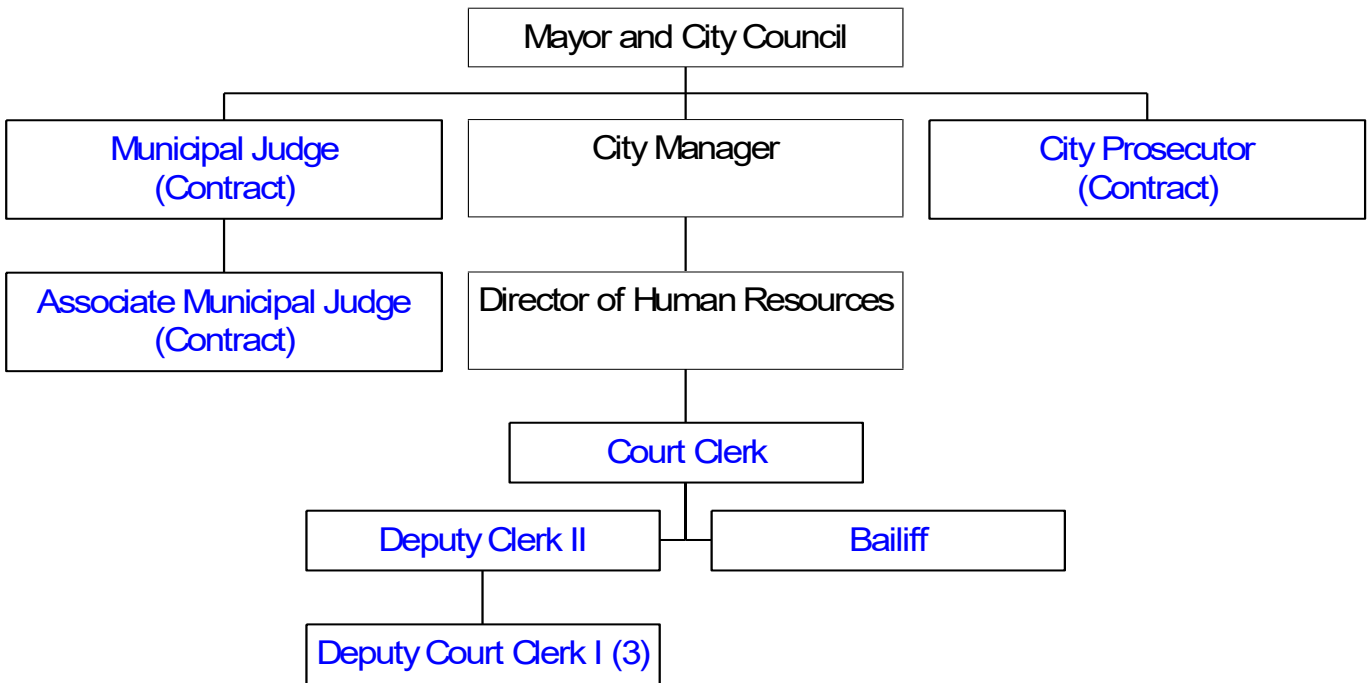 Mayor and City Council
Municipal Judge
(Contract)
City Manager
City Prosecutor
(Contract)
Associate Municipal Judge
(Contract)
Director of Human Resources
Court Clerk
Deputy Clerk II
Bailiff
Deputy Court Clerk I (3)